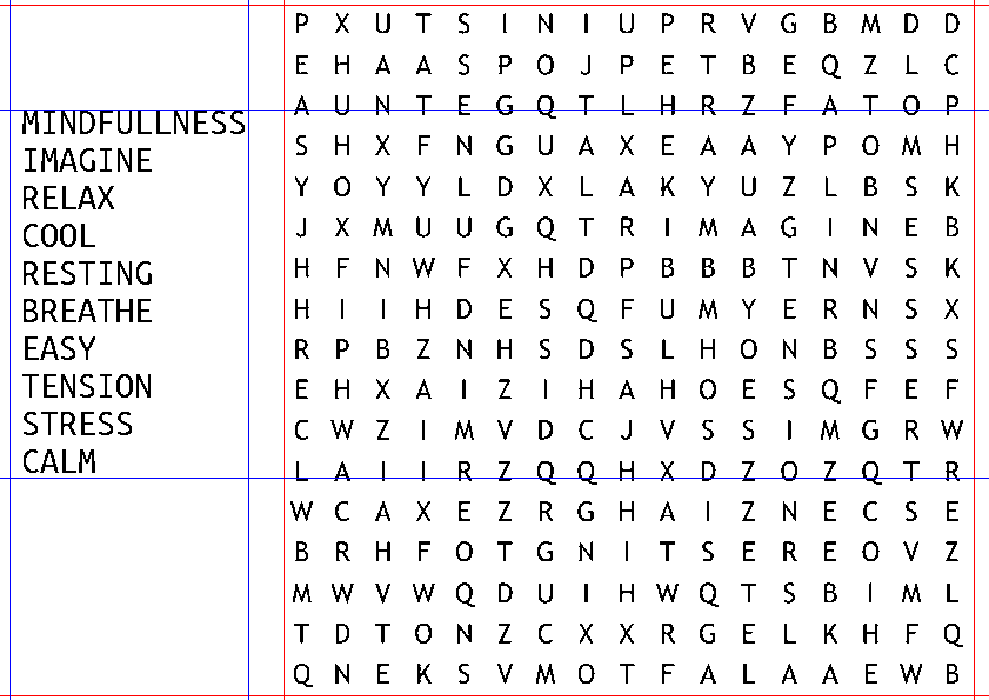 P X U T S I N I U P R V G B M D D
E H A A S P O J P E T B E Q Z L C
A U N T E G Q T L H R Z F A T O P
MINDFULLNESS
S H X F N G U A X E A A Y P O M H
IMAGINE
Y O Y Y L D X L A K Y U Z L B S K
RELAX
J X M U U G Q T R I M A G I N E B
COOL
H F N W F X H D P B B B T N V S K
RESTING
H I I H D E S Q F U M Y E R N S X
BREATHE
R P B Z N H S D S L H O N B S S S
EASY
E H X A I Z I H A H O E S Q F E F
TENSION
C W Z I M V D C J V S S I M G R W
STRESS
L A I I R Z Q Q H X D Z O Z Q T R
CALM
W C A X E Z R G H A I Z N E C S E
B R H F O T G N I T S E R E O V Z
M W V W Q D U I H W Q T S B I M L
T D T O N Z C X X R G E L K H F Q
Q N E K S V M O T F A L A A E W B